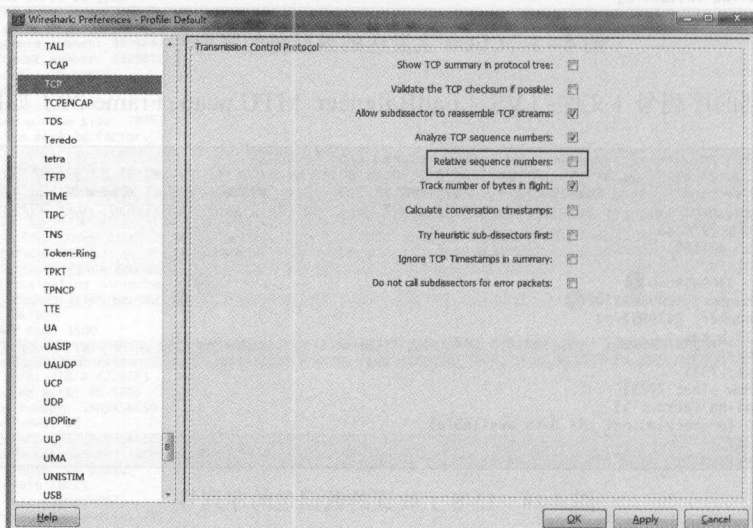 Wireshark: Preferences - Profile: Default
TALI
TCAP
TCP
TCPENCAP
TDS
Teredo
tetra
TFTP
TIME
TIPC
TNS
Token-Ring
TPKT
TPNCP
TTE
UA
UASIP
UAUDP
UCP
UDP
UDPlite
ULP
UMA
UNISTIM
USB
Transmission Control Protocol
Show TCP summary in protocol tree:
Validate the TCP checksum if possible:
Allow subdissector to reassemble TCP streams:
Analyze TCP sequence numbers:
Relative sequence numbers:
Track number of bytes in flight:
Calculate conversation timestamps:
Try heuristic sub-dissectors first:
Ignore TCP Timestamps in summary:
Do not call subdissectors for error packets:
Help
OK
Apply
Cancel